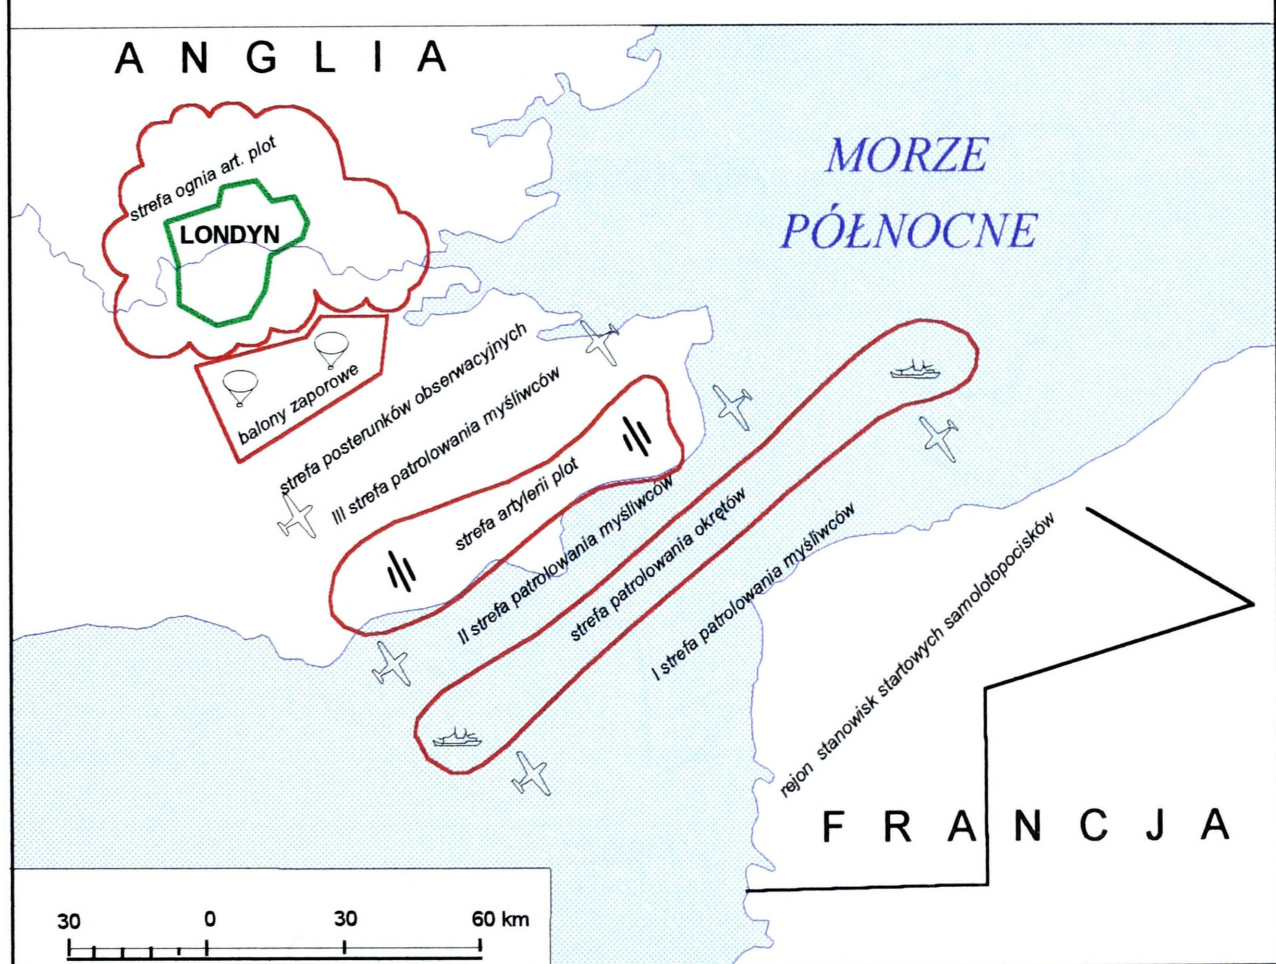 ANGLIA
strefa ognia art. plot
LONDYN
MORZE
PÓŁNOCNE
balony zaporowe
strefa posterunków obserwacyjnych
III strefa patrolowania myśliwców
strefa artylerii plot
II strefa patrolowania myśliwców
strefa patrolowania okrętów
I strefa patrolowania myśliwców
rejon stanowisk startowych samolotopocisków
FRANCJA
30 0 30 60 km